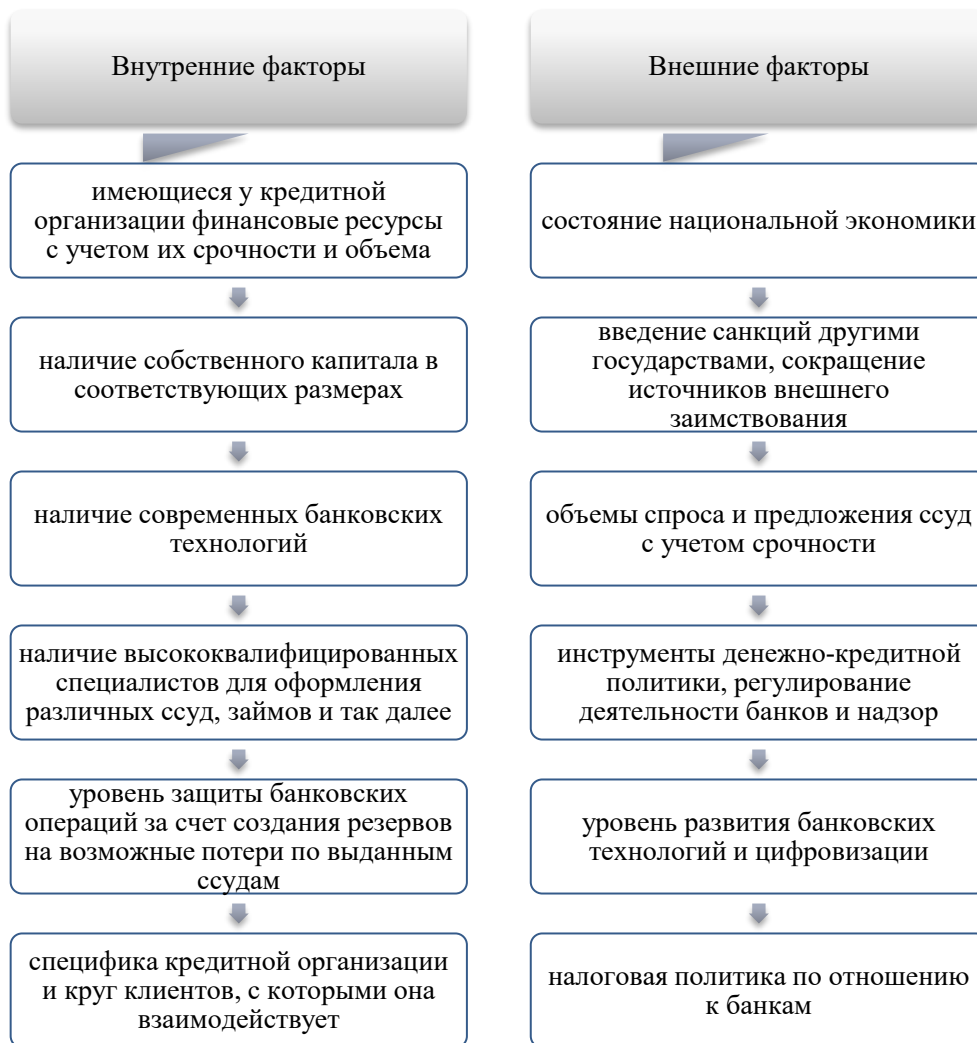 Внутренние факторы
имеющиеся у кредитной
организации финансовые ресурсы
с учетом их срочности и объема
наличие собственного капитала в
соответствующих размерах
наличие современных банковских
технологий
наличие высококвалифицированных
специалистов для оформления
различных ссуд, займов и так далее
уровень защиты банковских
операций за счет создания резервов
на возможные потери по выданным
ссудам
специфика кредитной организации
и круг клиентов, с которыми она
взаимодействует
Внешние факторы
состояние национальной экономики
введение санкций другими
государствами, сокращение
источников внешнего
заимствования
объемы спроса и предложения ссуд
с учетом срочности
инструменты денежно-кредитной
политики, регулирование
деятельности банков и надзор
уровень развития банковских
технологий и цифровизации
налоговая политика по отношению
к банкам